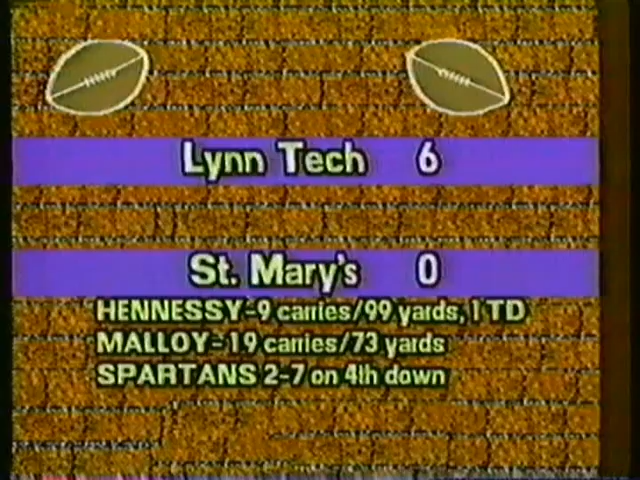 Lynn Tech 6
St. Mary's 0
HENNESSY-9 carries/99 yards, 1 TD
MALLOY-19 carries/73 yards
SPARTANS 2-7 on 4th down